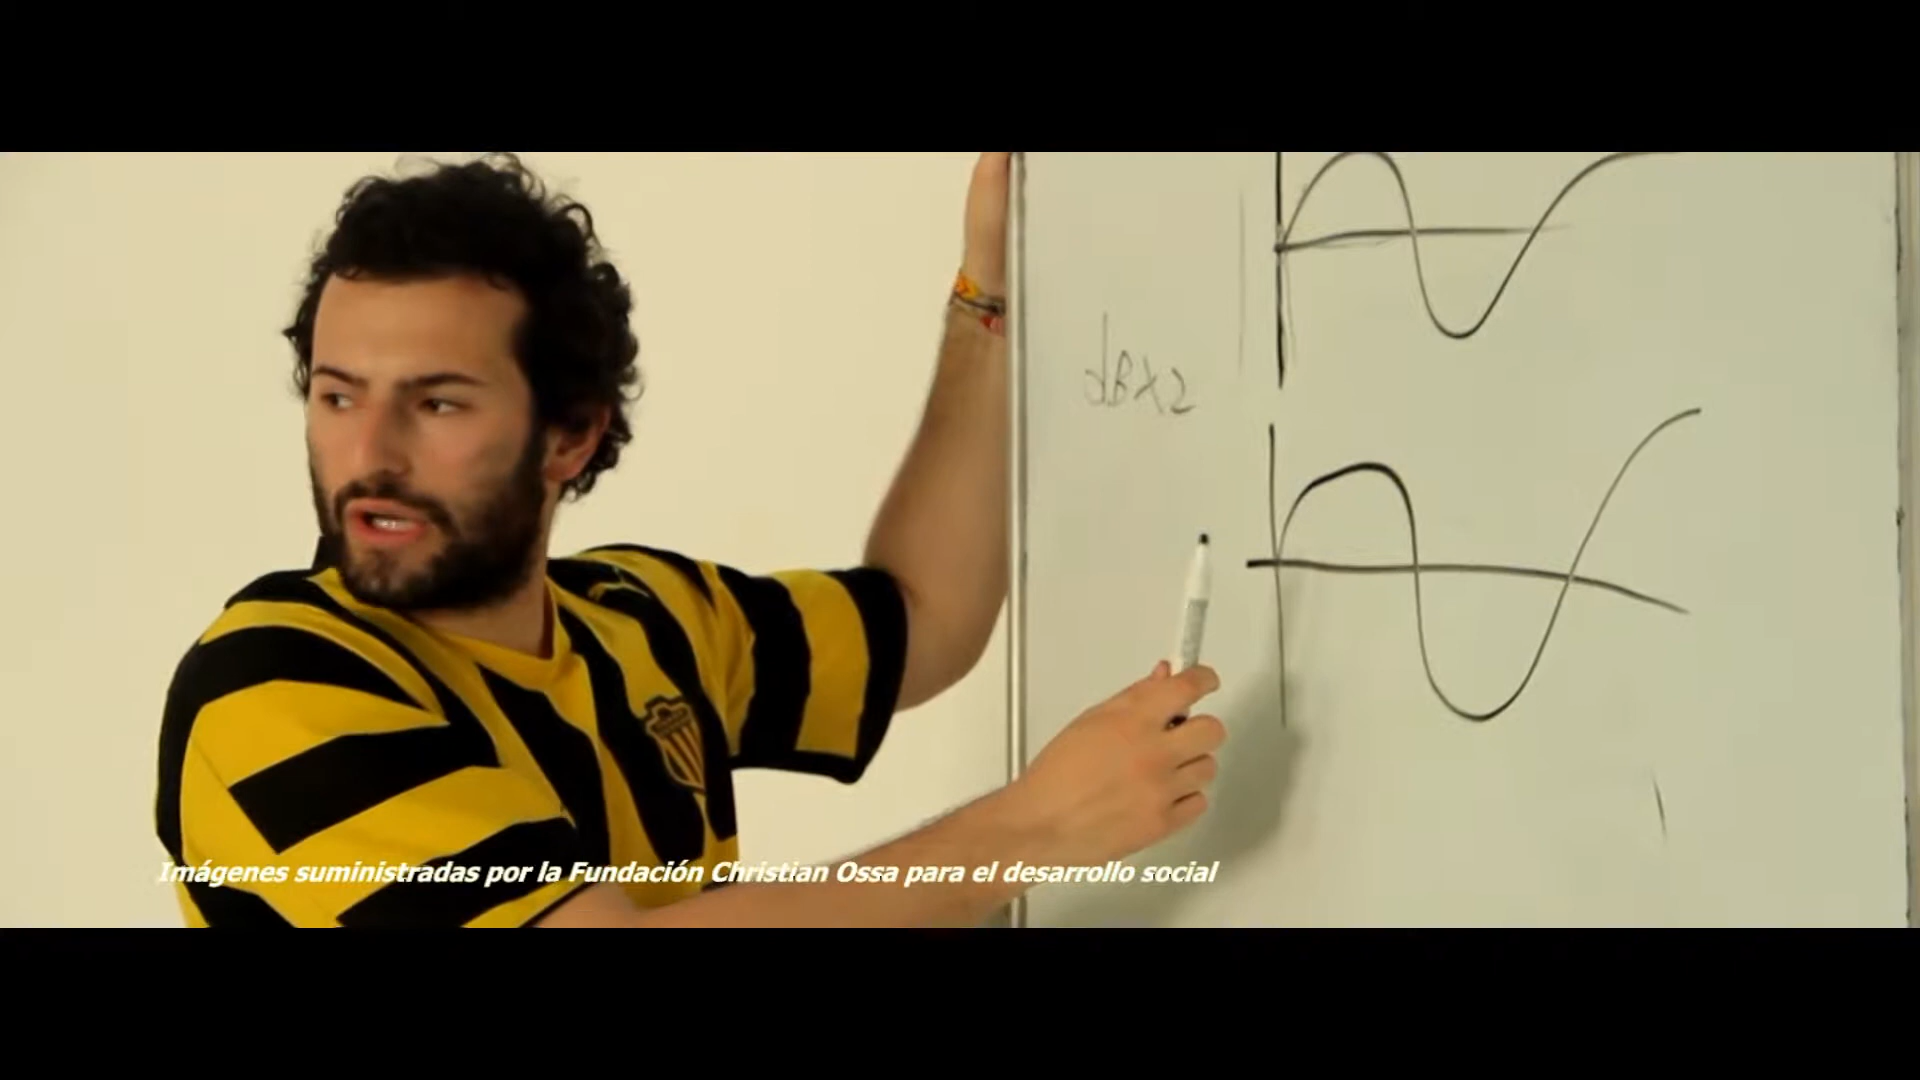 dBX2
Imágenes suministradas por la Fundación Christian Ossa para el desarrollo social